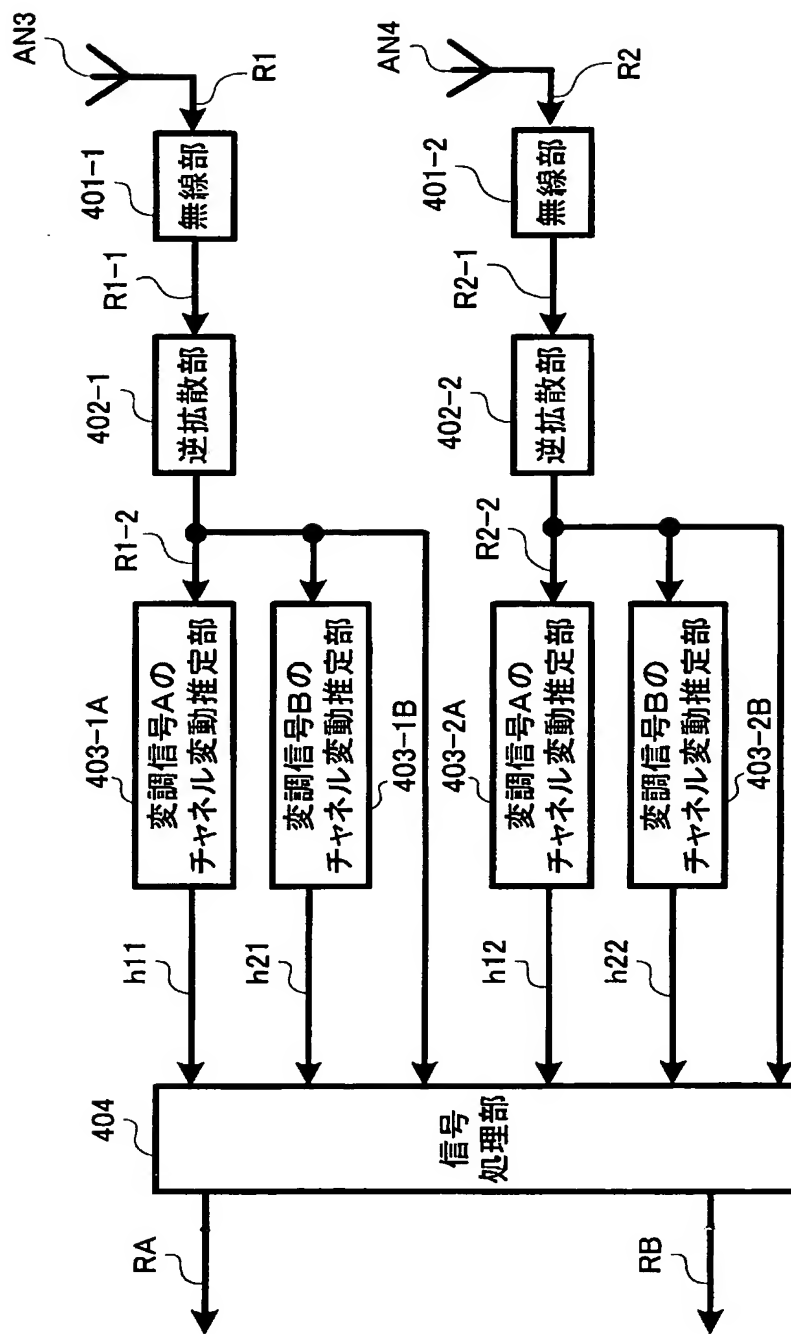 AN3
R1
401-1
無線部
R1-1
402-1
逆拡散部
R1-2
403-1A
変調信号Aの
チャネル変動推定部
h11
変調信号Bの
チャネル変動推定部
403-1B
h21
AN4
R2
401-2
無線部
R2-1
402-2
逆拡散部
R2-2
403-2A
変調信号Aの
チャネル変動推定部
h12
変調信号Bの
チャネル変動推定部
403-2B
h22
404
信号
処理部
RA
RB